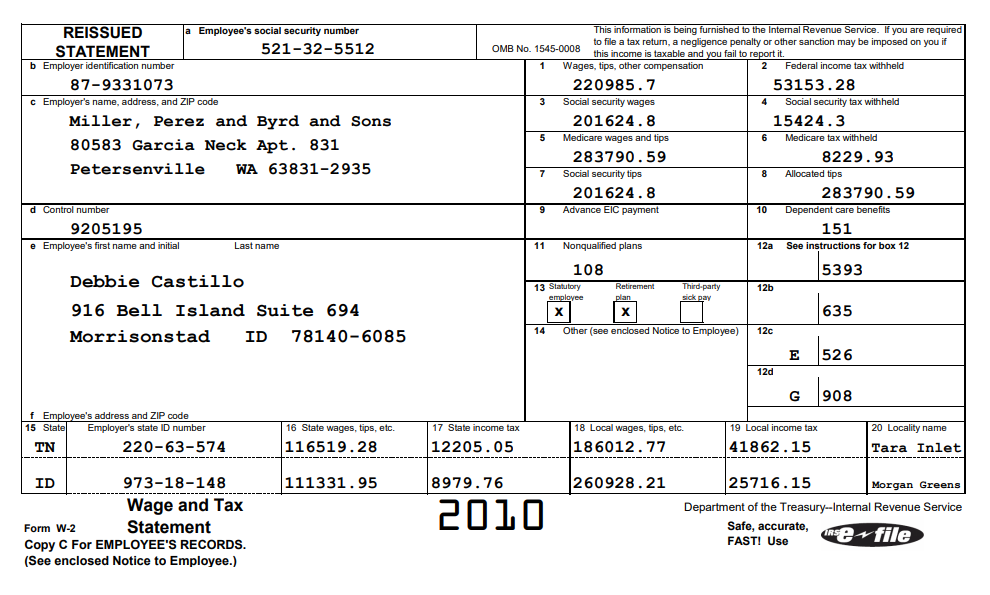 REISSUED STATEMENT
a Employee's social security number
521-32-5512
OMB No. 1545-0008
This information is being furnished to the Internal Revenue Service. If you are required
to file a tax return, a negligence penalty or other sanction may be imposed on you if
this income is taxable and you fail to report it.
b Employer identification number
87-9331073
1 Wages, tips, other compensation
220985.7
2 Federal income tax withheld
53153.28
c Employer's name, address, and ZIP code
Miller, Perez and Byrd and Sons
80583 Garcia Neck Apt. 831
Petersenville WA 63831-2935
3 Social security wages
201624.8
4 Social security tax withheld
15424.3
5 Medicare wages and tips
283790.59
6 Medicare tax withheld
8229.93
7 Social security tips
201624.8
8 Allocated tips
283790.59
d Control number
9205195
9 Advance EIC payment
10 Dependent care benefits
151
e Employee's first name and initial Last name
Debbie Castillo
916 Bell Island Suite 694
Morrisonstad ID 78140-6085
f Employee's address and ZIP code
11 Nonqualified plans
108
12a See instructions for box 12
5393
13 Statutory employee
X
Retirement plan
X
Third-party sick pay
12b
635
14 Other (see enclosed Notice to Employee)
12c
E 526
12d
G 908
15 State Employer's state ID number 16 State wages, tips, etc. 17 State income tax 18 Local wages, tips, etc. 19 Local income tax 20 Locality name
TN 220-63-574 116519.28 12205.05 186012.77 41862.15 Tara Inlet
ID 973-18-148 111331.95 8979.76 260928.21 25716.15 Morgan Greens
Form W-2 Wage and Tax Statement
2010
Department of the Treasury--Internal Revenue Service
Copy C For EMPLOYEE'S RECORDS.
(See enclosed Notice to Employee.)
Safe, accurate,
FAST! Use
IRS e file